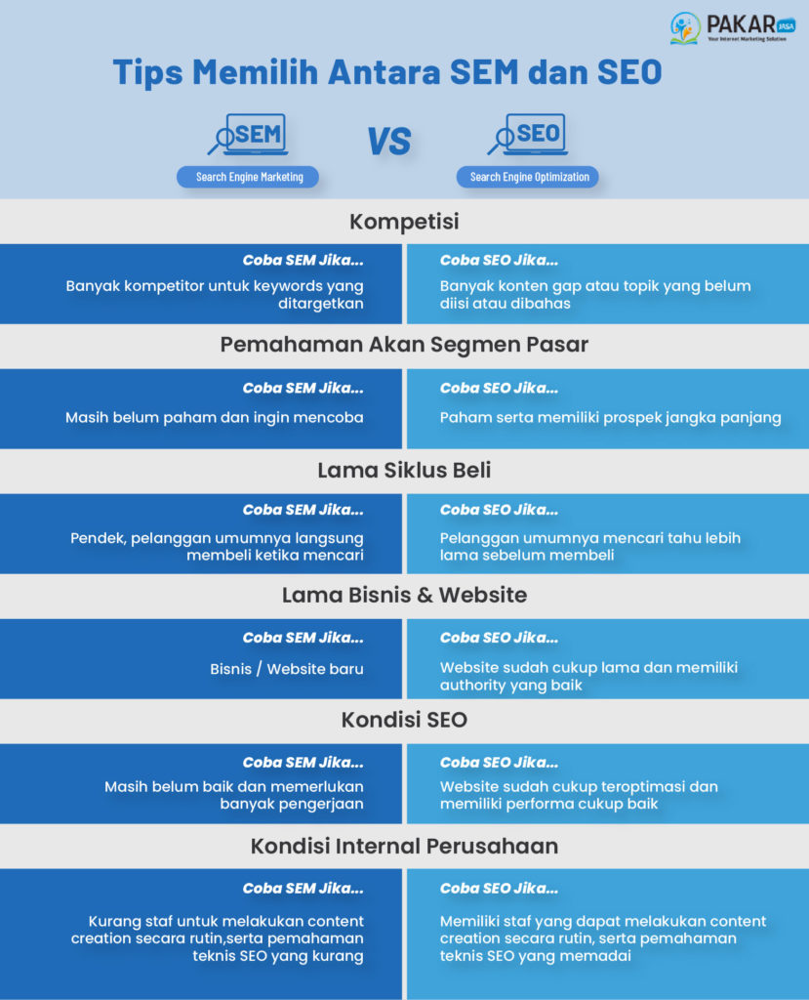 PAKAR JASA
Your Internet Marketing Solution
Tips Memilih Antara SEM dan SEO
SEM
VS
SEO
Search Engine Marketing
Search Engine Optimization
Kompetisi
Coba SEM Jika...
Banyak kompetitor untuk keywords yang
ditargetkan
Coba SEO Jika...
Banyak konten gap atau topik yang belum
diisi atau dibahas
Pemahaman Akan Segmen Pasar
Coba SEM Jika...
Masih belum paham dan ingin mencoba
Coba SEO Jika...
Paham serta memiliki prospek jangka panjang
Lama Siklus Beli
Coba SEM Jika...
Pendek, pelanggan umumnya langsung
membeli ketika mencari
Coba SEO Jika...
Pelanggan umumnya mencari tahu lebih
lama sebelum membeli
Lama Bisnis & Website
Coba SEM Jika...
Bisnis / Website baru
Coba SEO Jika...
Website sudah cukup lama dan memiliki
authority yang baik
Kondisi SEO
Coba SEM Jika...
Masih belum baik dan memerlukan
banyak pengerjaan
Coba SEO Jika...
Website sudah cukup teroptimasi dan
memiliki performa cukup baik
Kondisi Internal Perusahaan
Coba SEM Jika...
Kurang staf untuk melakukan content
creation secara rutin,serta pemahaman
teknis SEO yang kurang
Coba SEO Jika...
Memiliki staf yang dapat melakukan content
creation secara rutin, serta pemahaman
teknis SEO yang memadai